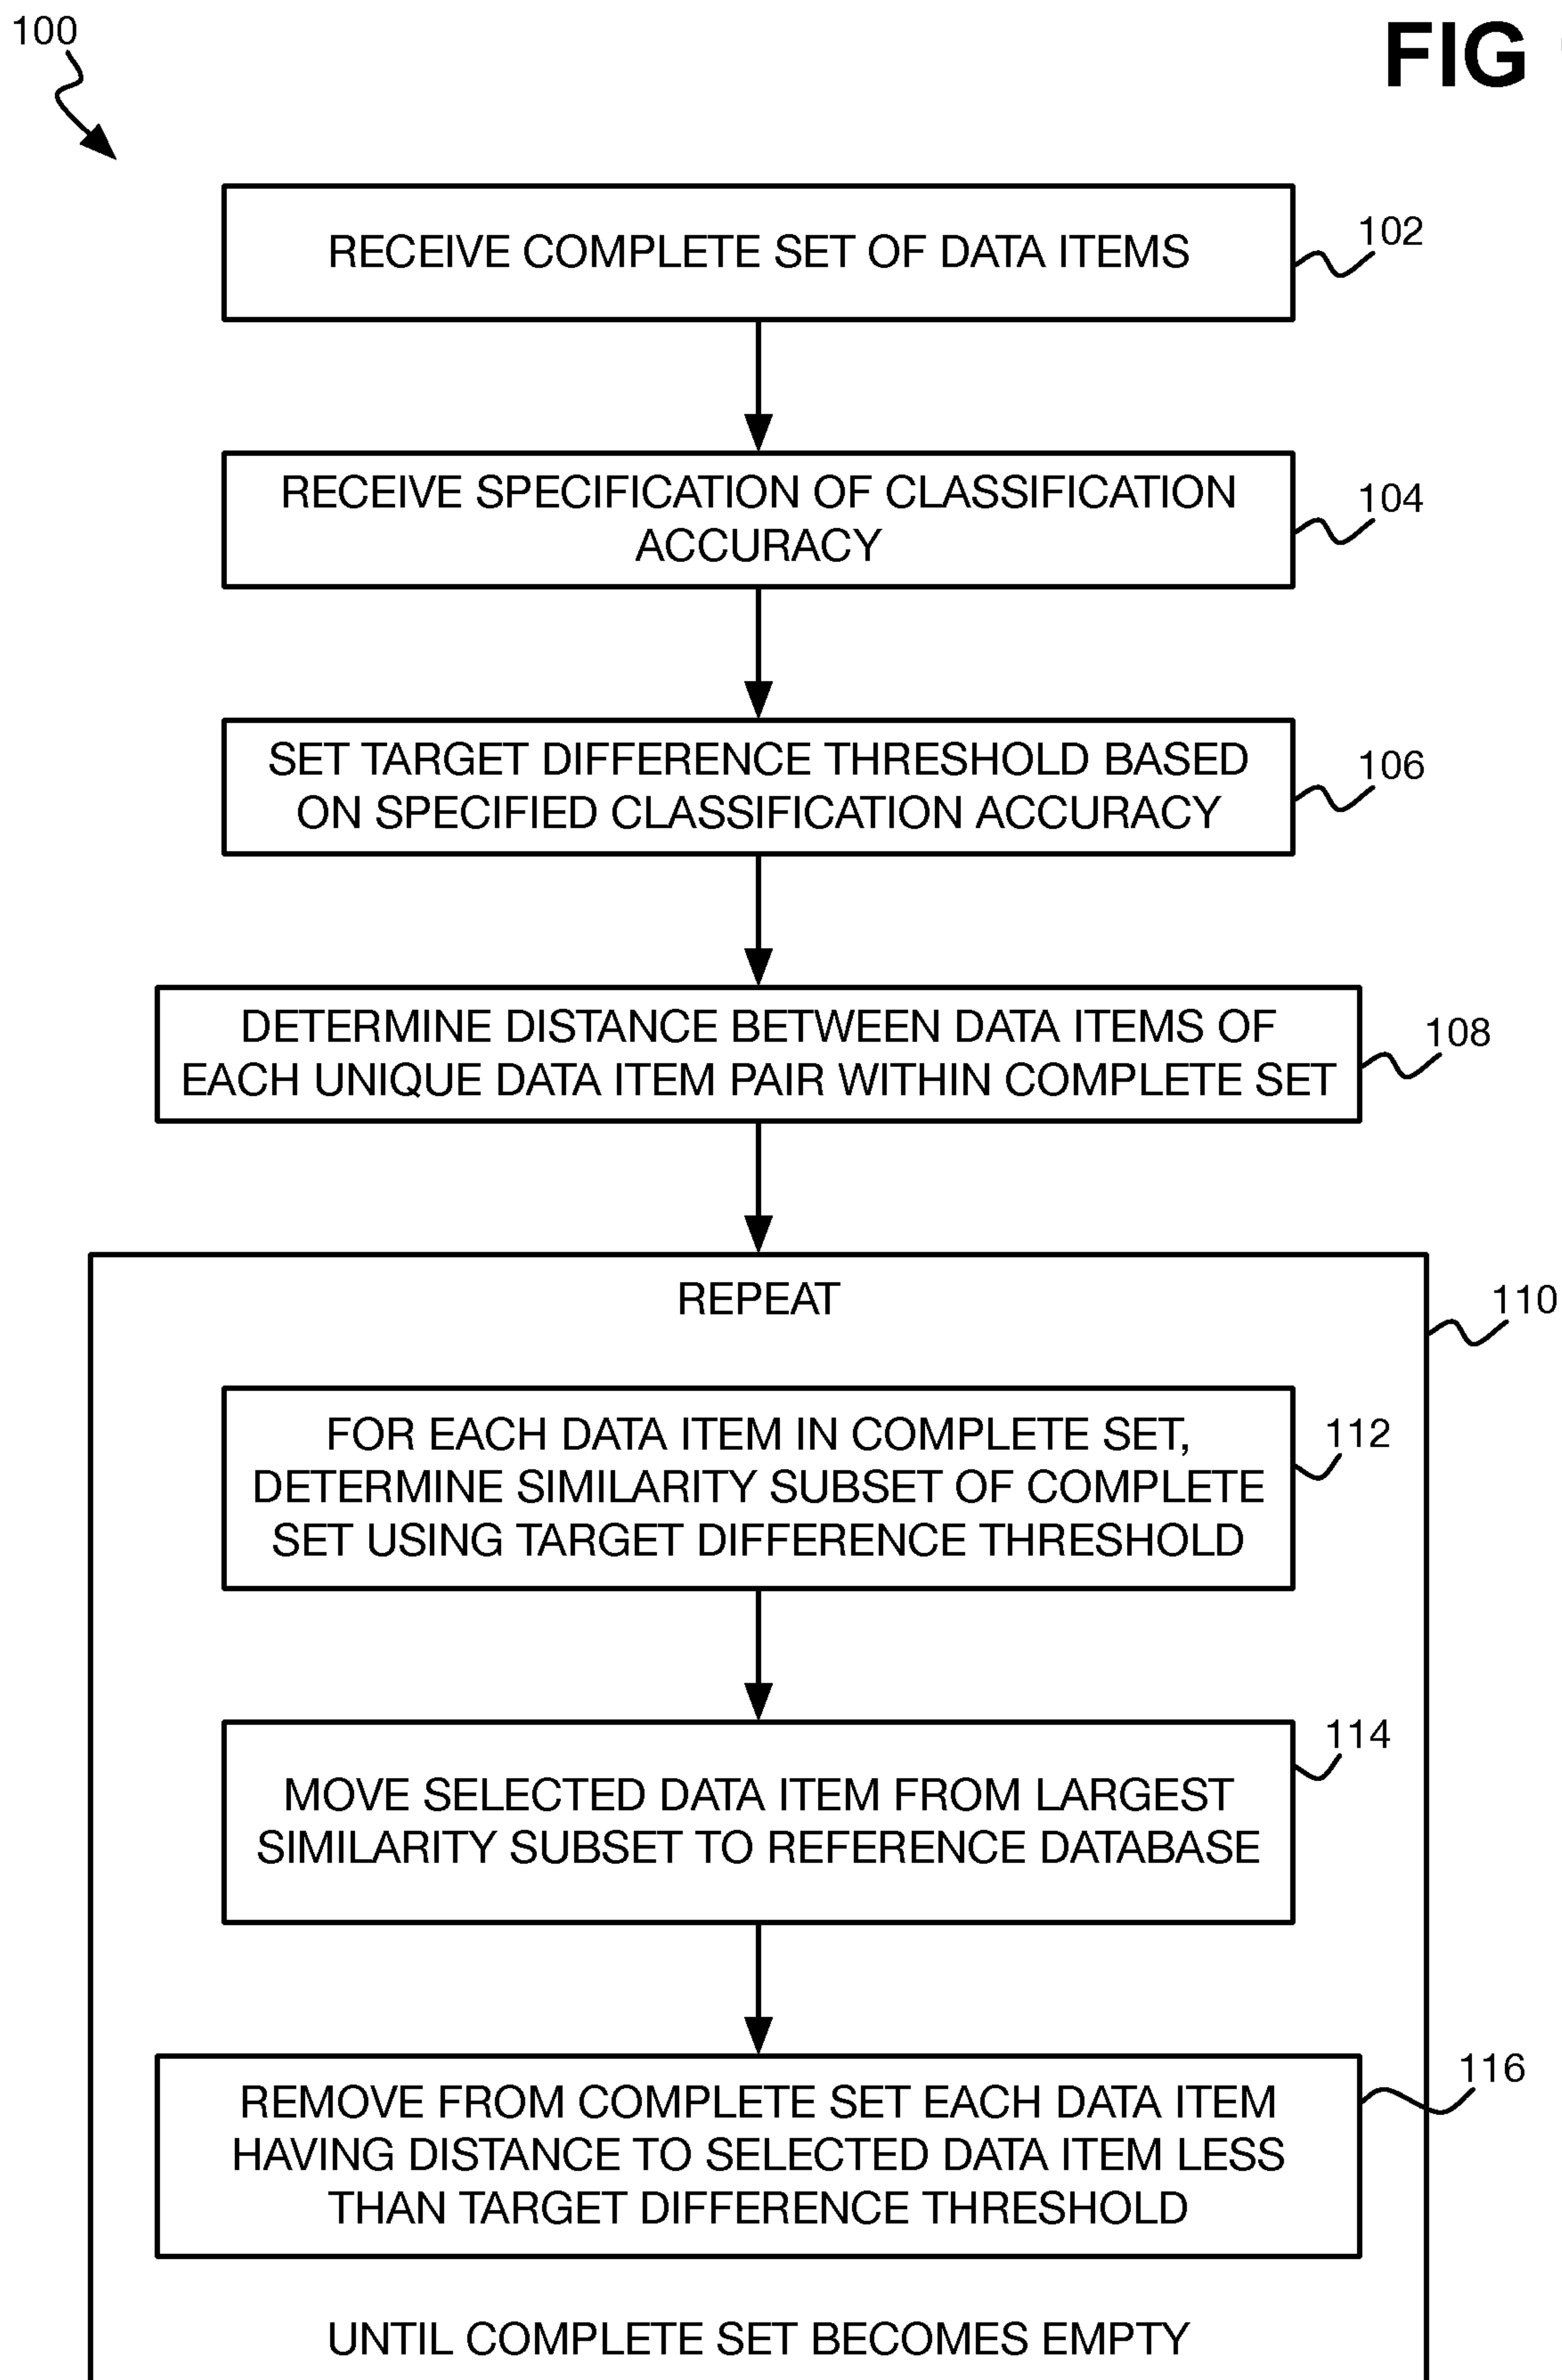 100
FIG
RECEIVE COMPLETE SET OF DATA ITEMS
102
RECEIVE SPECIFICATION OF CLASSIFICATION
ACCURACY
104
SET TARGET DIFFERENCE THRESHOLD BASED
ON SPECIFIED CLASSIFICATION ACCURACY
106
DETERMINE DISTANCE BETWEEN DATA ITEMS OF
EACH UNIQUE DATA ITEM PAIR WITHIN COMPLETE SET
108
REPEAT
110
FOR EACH DATA ITEM IN COMPLETE SET,
DETERMINE SIMILARITY SUBSET OF COMPLETE
SET USING TARGET DIFFERENCE THRESHOLD
112
MOVE SELECTED DATA ITEM FROM LARGEST
SIMILARITY SUBSET TO REFERENCE DATABASE
114
REMOVE FROM COMPLETE SET EACH DATA ITEM
HAVING DISTANCE TO SELECTED DATA ITEM LESS
THAN TARGET DIFFERENCE THRESHOLD
116
UNTIL COMPLETE SET BECOMES EMPTY